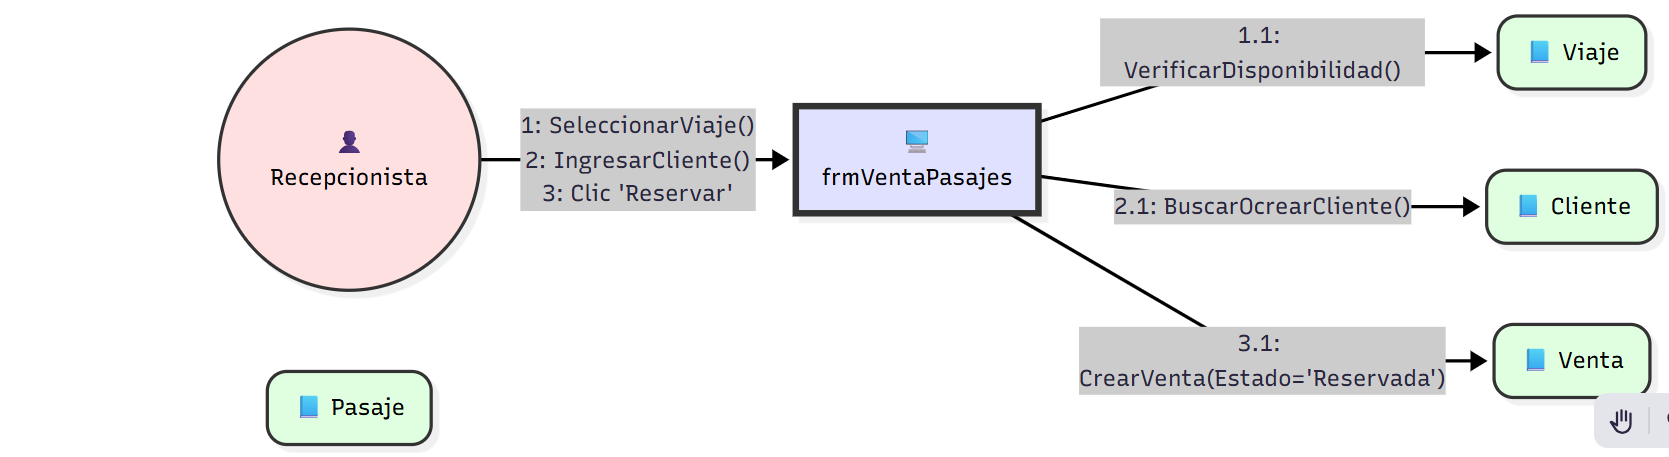 Recepcionista
1: SeleccionarViaje()
2: IngresarCliente()
3: Clic 'Reservar'
frmVentaPasajes
1.1:
VerificarDisponibilidad()
Viaje
2.1: BuscarOcrearCliente()
Cliente
3.1:
CrearVenta(Estado='Reservada')
Venta
Pasaje